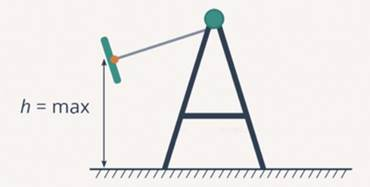 h = max